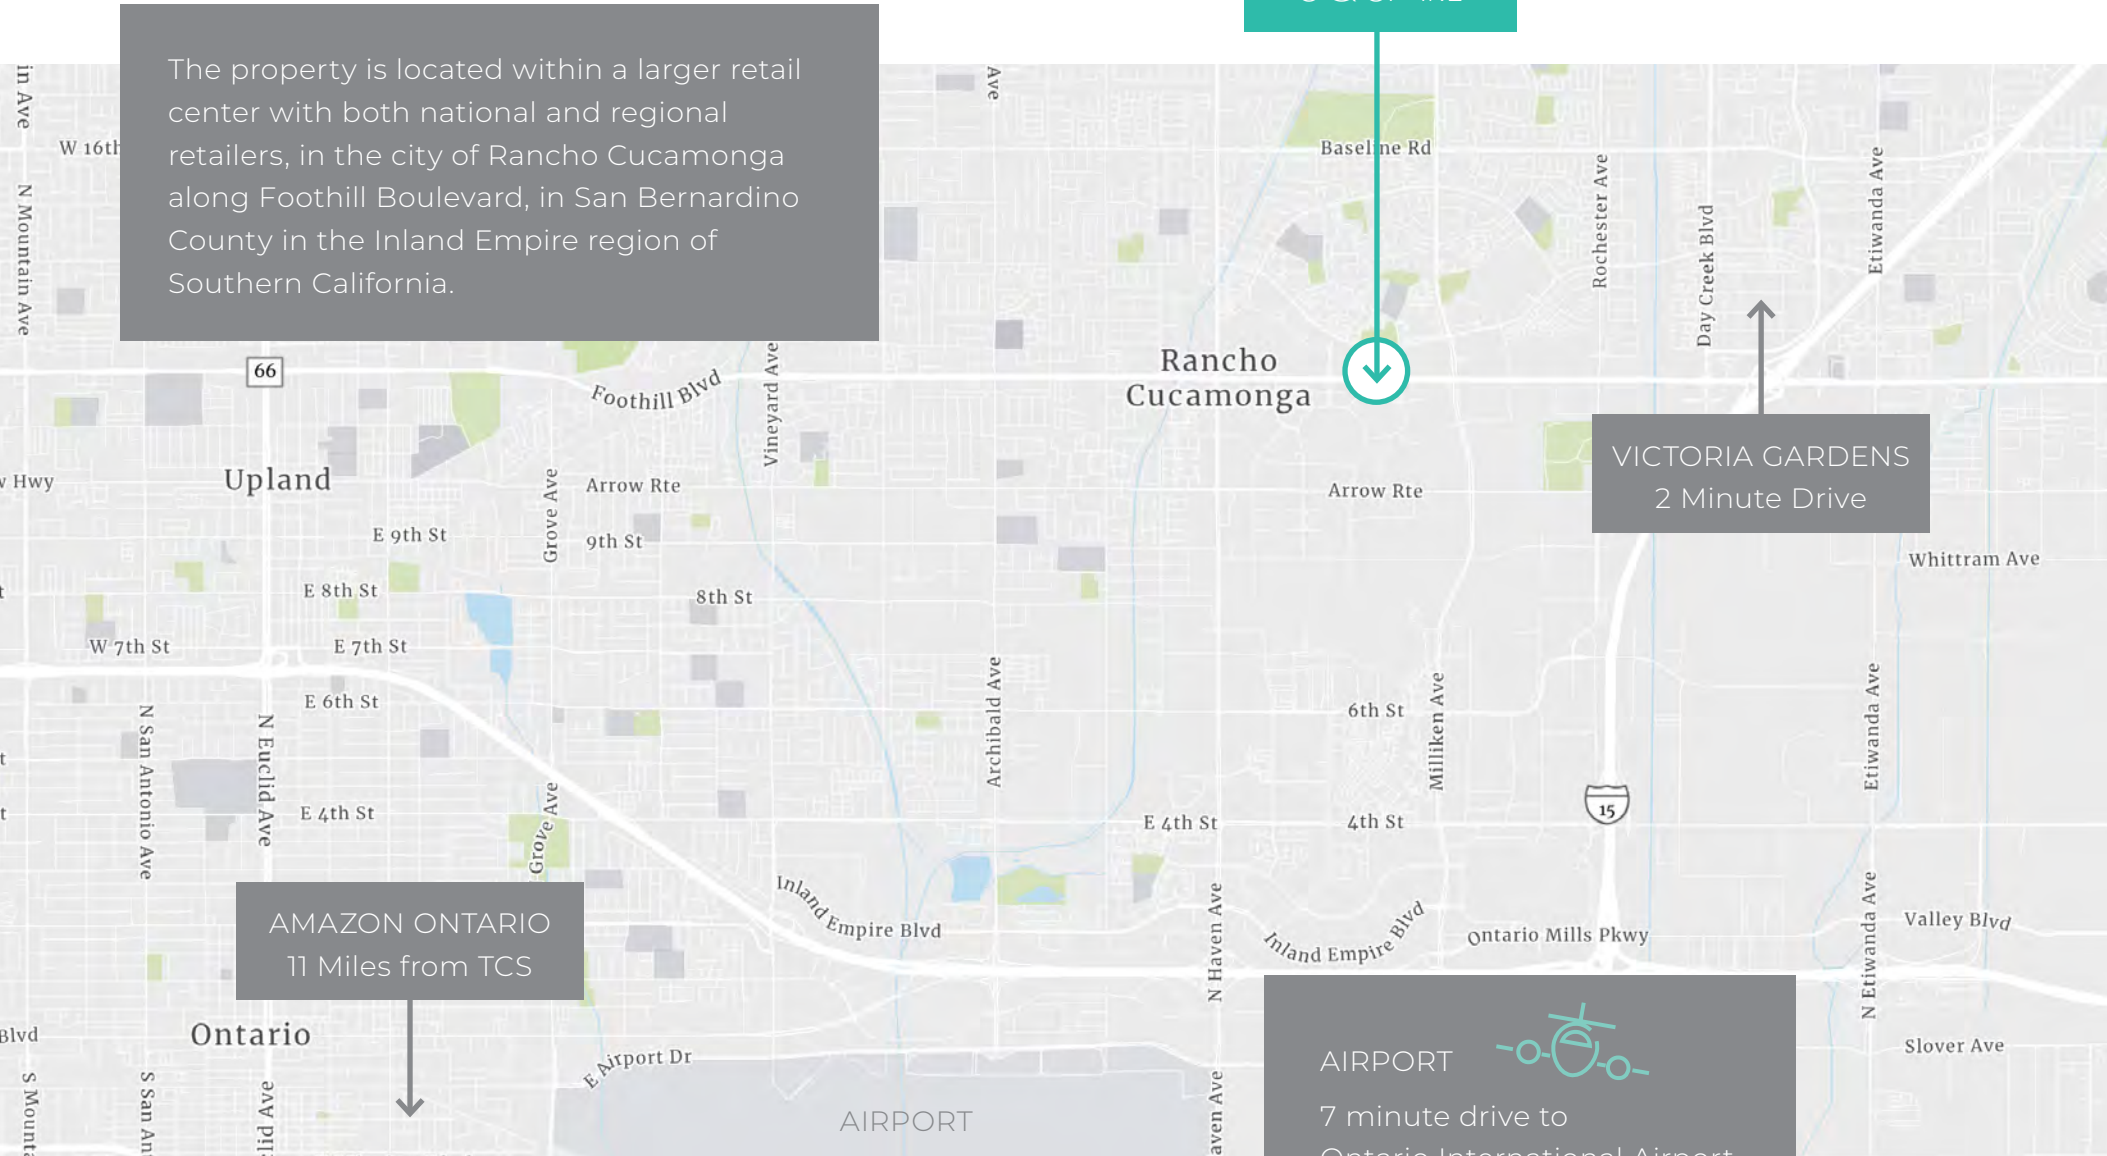 The property is located within a larger retail
center with both national and regional
retailers, in the city of Rancho Cucamonga
along Foothill Boulevard, in San Bernardino
County in the Inland Empire region of
Southern California.
Ave
W 16th
N Mountain Ave
Baseline Rd
Rochester Ave
Day Creek Blvd
Etiwanda Ave
66
Foothill Blvd
Vineyard Ave
Rancho
Cucamonga
VICTORIA GARDENS
2 Minute Drive
Hwy
Upland
Grove Ave
Arrow Rte
Arrow Rte
E 9th St
9th St
Whittram Ave
E 8th St
8th St
W 7th St
E 7th St
E 6th St
N San Antonio Ave
N Euclid Ave
Archibald Ave
6th St
Milliken Ave
Etiwanda Ave
15
E 4th St
Grove Ave
E 4th St
4th St
AMAZON ONTARIO
11 Miles from TCS
Inland Empire Blvd
N Haven Ave
Inland Empire Blvd
Ontario Mills Pkwy
N Etiwanda Ave
Valley Blvd
Blvd
Ontario
E Airport Dr
Slover Ave
AIRPORT
AIRPORT
7 minute drive to
Ontario International Airport